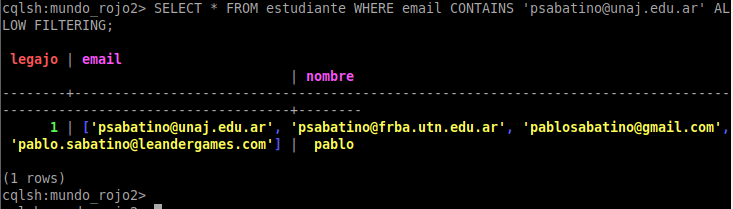 cqlsh:mundo_rojo2> SELECT * FROM estudiante WHERE email CONTAINS 'psabatino@unaj.edu.ar' AL
LOW FILTERING;
 legajo | email
                                    | nombre
--------+----------------------------------------------------------------------------------
------------------------------------+--------
      1 | ['psabatino@unaj.edu.ar', 'psabatino@frba.utn.edu.ar', 'pablosabatino@gmail.com',
 'pablo.sabatino@leandergames.com'] |  pablo
(1 rows)
cqlsh:mundo_rojo2>